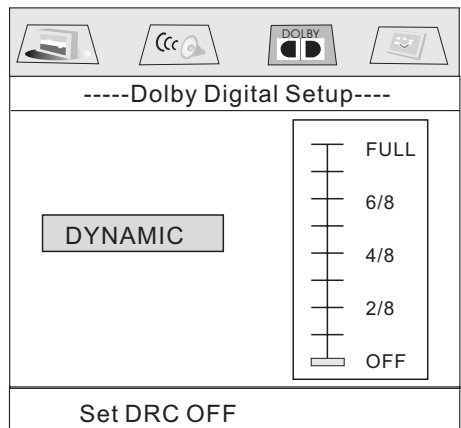 DOLBY
-----Dolby Digital Setup----
DYNAMIC
FULL
6/8
4/8
2/8
OFF
Set DRC OFF